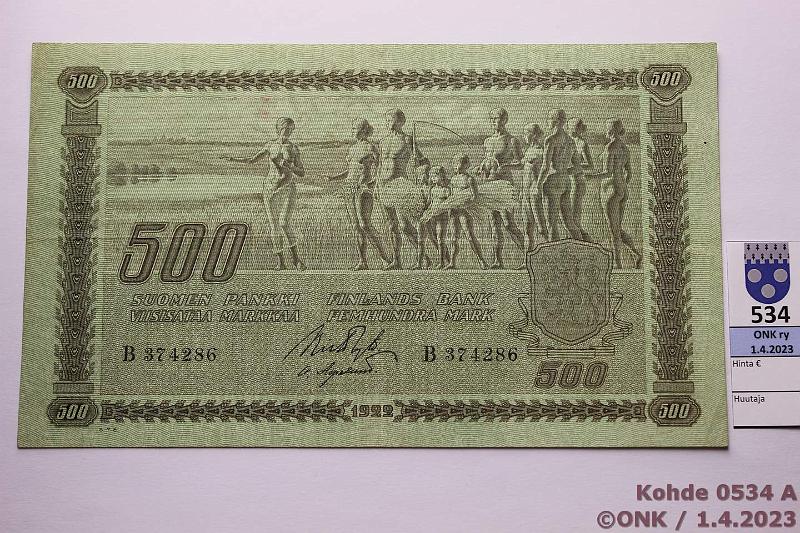 500 500
500
SUOMEN PANKKI FINLANDS BANK
VIISISATAA MARKKAA FEMHUNDRA MARK
B 374286 B 374286
500
500 1922 500
534
ONK ry
1.4.2023
Hinta €
Huutaja
Kohde 0534 A
©ONK / 1.4.2023